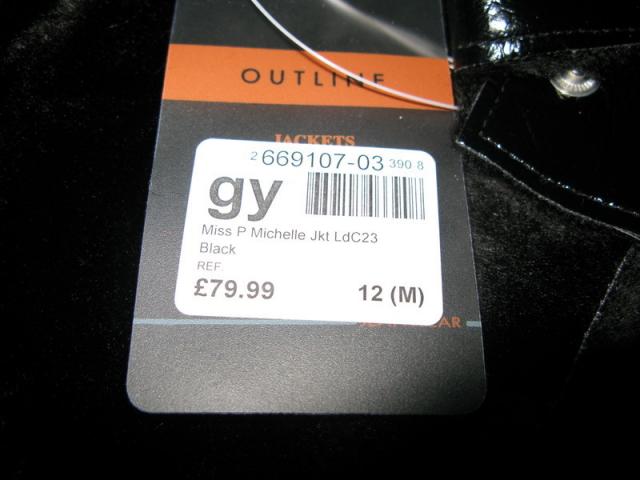 OUTLINE
JACKETS
2 669107-03 390 8
gy
Miss P Michelle Jkt LdC23
Black
REF
£79.99 12 (M)